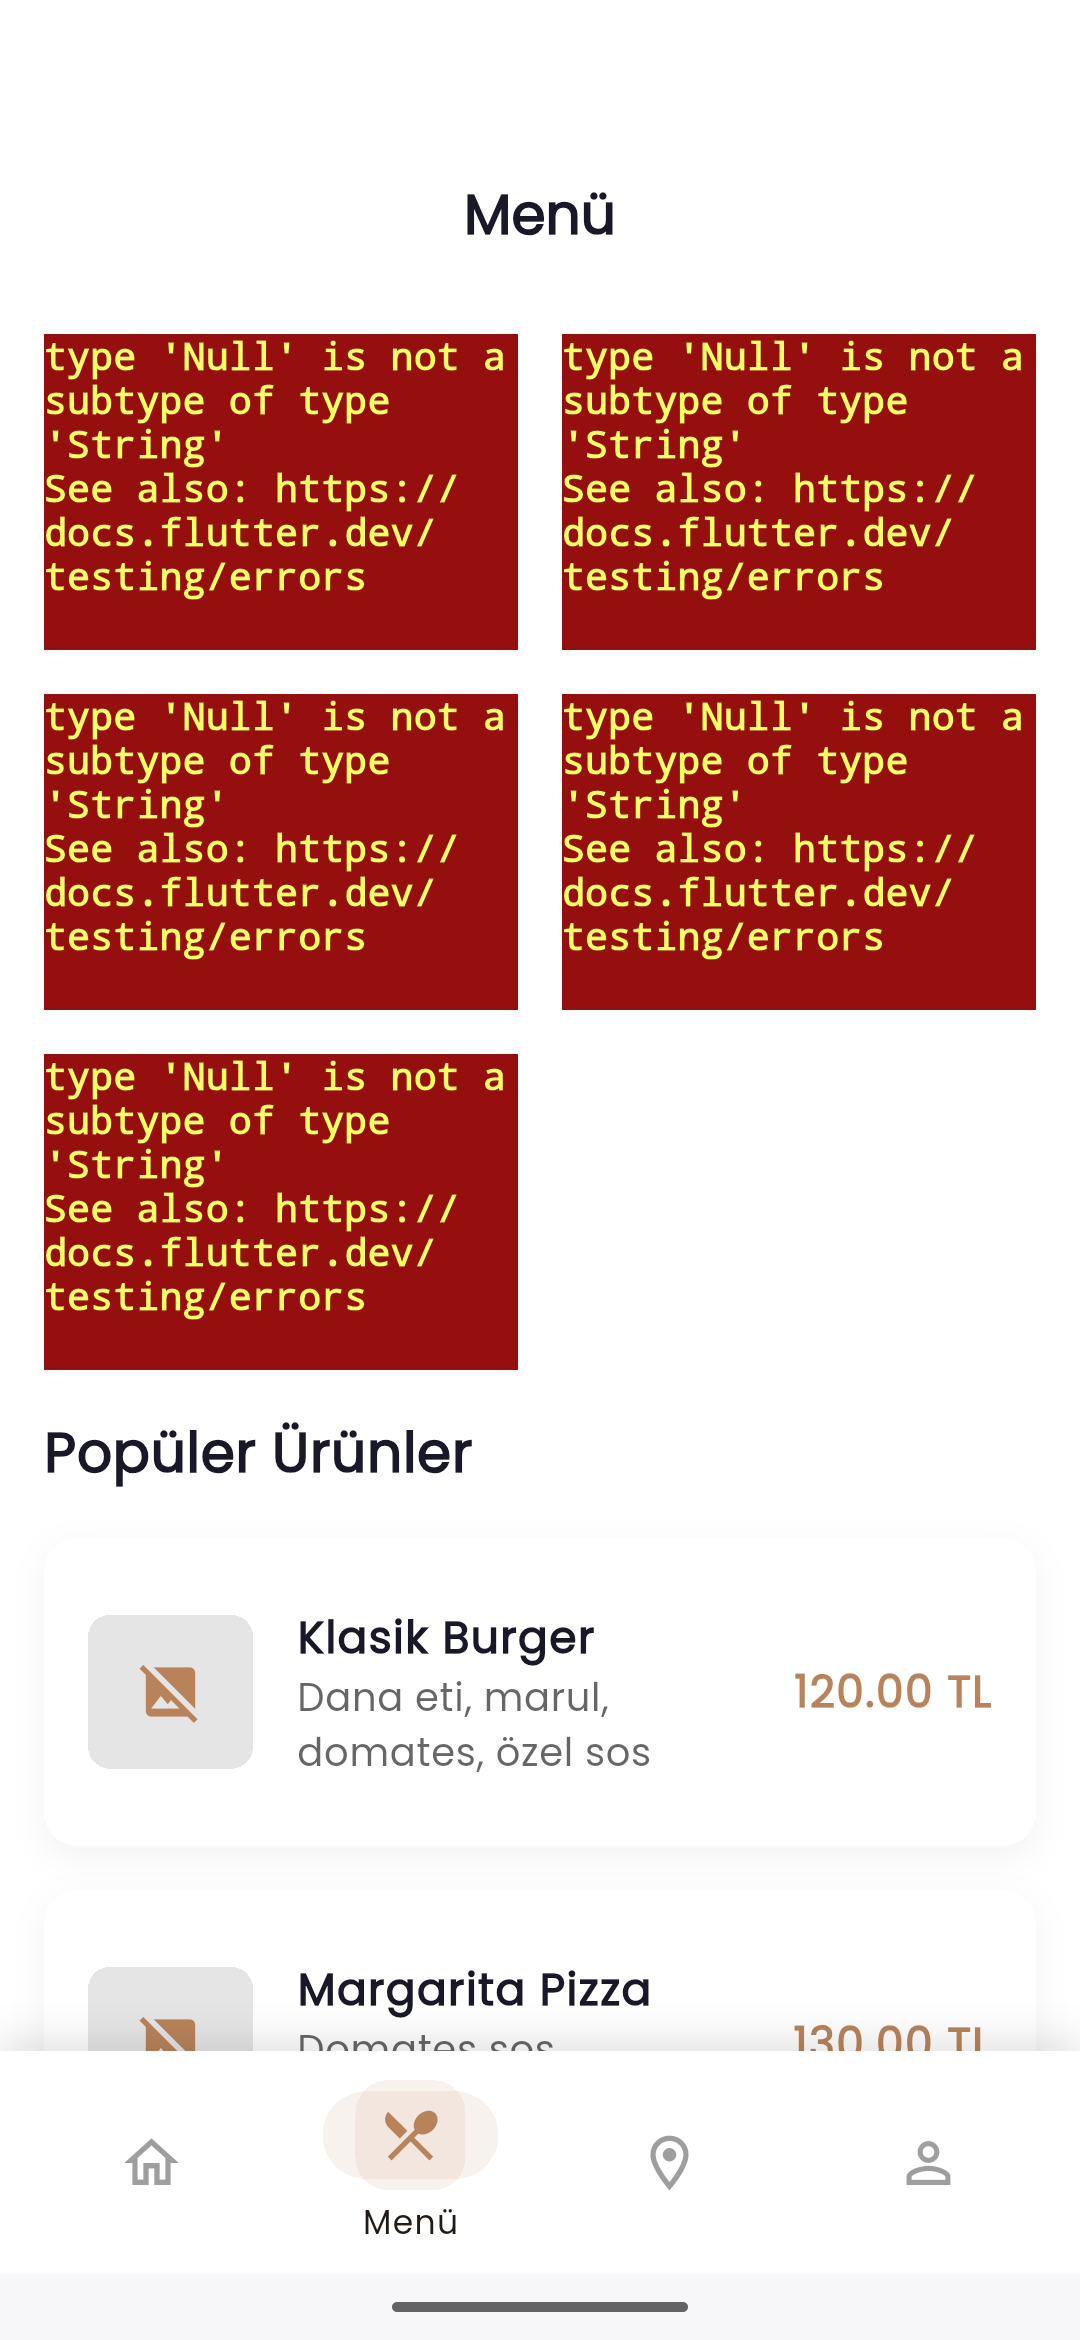 Menü
type 'Null' is not a
subtype of type
'String'
See also: https://
docs.flutter.dev/
testing/errors
type 'Null' is not a
subtype of type
'String'
See also: https://
docs.flutter.dev/
testing/errors
type 'Null' is not a
subtype of type
'String'
See also: https://
docs.flutter.dev/
testing/errors
type 'Null' is not a
subtype of type
'String'
See also: https://
docs.flutter.dev/
testing/errors
type 'Null' is not a
subtype of type
'String'
See also: https://
docs.flutter.dev/
testing/errors
Popüler Ürünler
Klasik Burger
Dana eti, marul,
domates, özel sos
120.00 TL
Margarita Pizza
Domates sos
130.00 TL
Menü